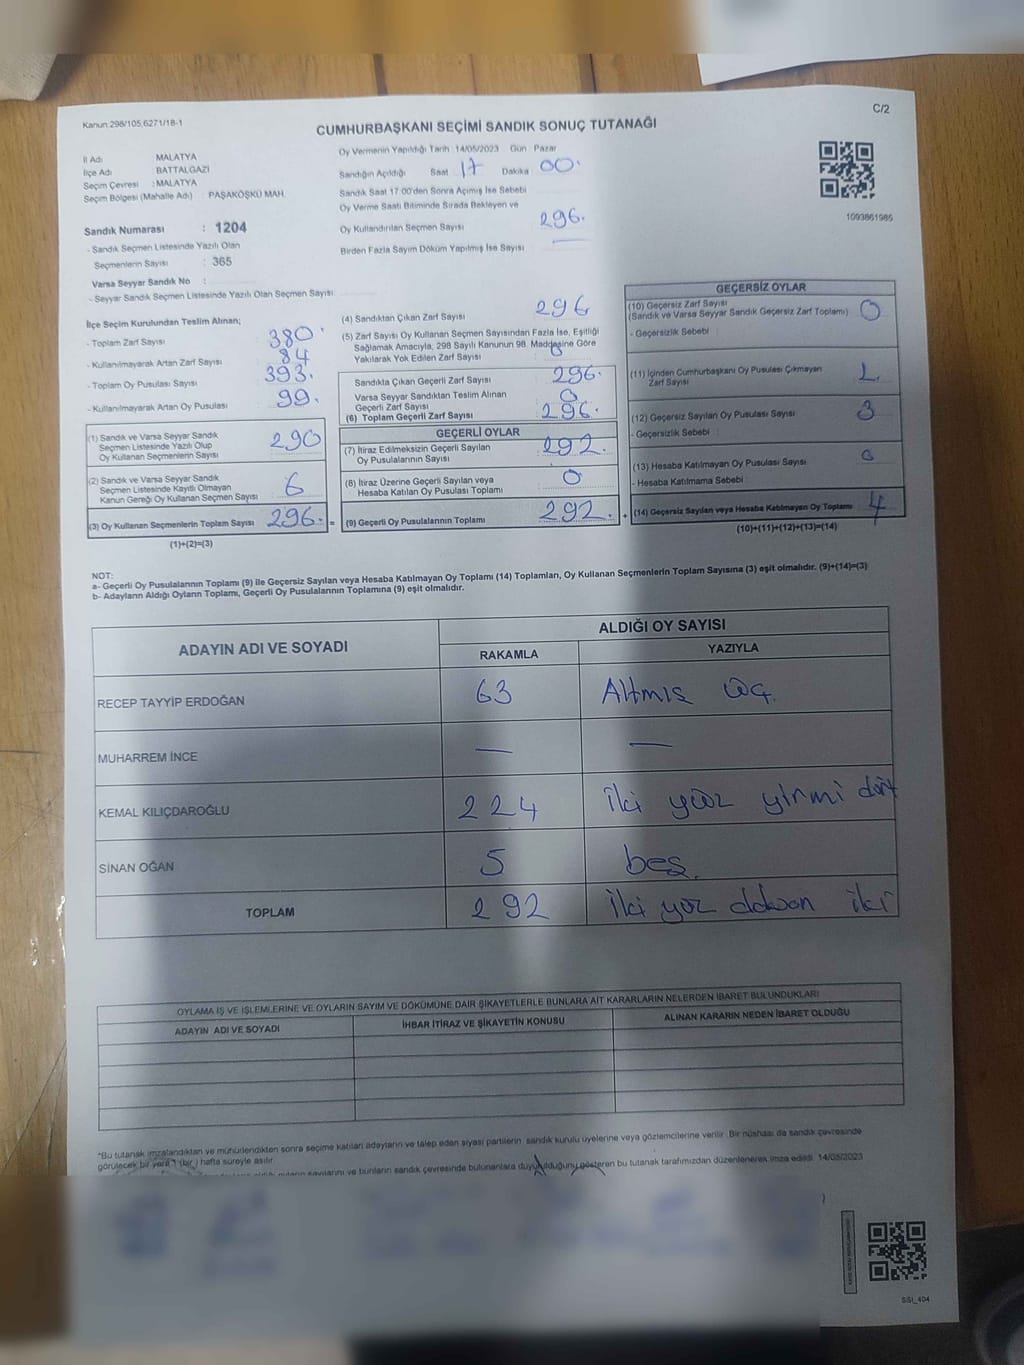 Kanun:298/105,6271/18-1
C/2
CUMHURBAŞKANI SEÇİMİ SANDIK SONUÇ TUTANAĞI
İl Adı MALATYA
İlçe Adı BATTALGAZİ
Seçim Çevresi : MALATYA
Seçim Bölgesi (Mahalle Adı) : PAŞAKÖŞKÜ MAH.
Sandık Numarası : 1204
- Sandık Seçmen Listesinde Yazılı Olan
Seçmenlerin Sayısı : 365
Varsa Seyyar Sandık No :
- Seyyar Sandık Seçmen Listesinde Yazılı Olan Seçmen Sayısı:
Oy Vermenin Yapıldığı Tarih 14/05/2023 Gün Pazar
Sandığın Açıldığı Saat 17 Dakika 00.
Sandık Saat 17:00'den Sonra Açımış İse Sebebi
Oy Verme Saati Bitiminde Sırada Bekleyen ve
Oy Kullandırılan Seçmen Sayısı 296.
Birden Fazla Sayım Döküm Yapılmış İse Sayısı —
1093861985
İlçe Seçim Kurulundan Teslim Alınan;
- Toplam Zarf Sayısı 380
- Kullanılmayarak Artan Zarf Sayısı 84
- Toplam Oy Pusulası Sayısı 393.
- Kullanılmayarak Artan Oy Pusulası 99.
(1) Sandık ve Varsa Seyyar Sandık
Seçmen Listesinde Yazılı Olup
Oy Kullanan Seçmenlerin Sayısı 290
(2) Sandık ve Varsa Seyyar Sandık
Seçmen Listesinde Kayıtlı Olmayan
Kanun Gereği Oy Kullanan Seçmen Sayısı 6
(3) Oy Kullanan Seçmenlerin Toplam Sayısı 296. =
(1)+(2)=(3)
(4) Sandıktan Çıkan Zarf Sayısı 296
(5) Zarf Sayısı Oy Kullanan Seçmen Sayısından Fazla İse, Eşitliği
Sağlamak Amacıyla, 298 Sayılı Kanunun 98. Maddesine Göre
Yakılarak Yok Edilen Zarf Sayısı : 0
Sandıkta Çıkan Geçerli Zarf Sayısı 296.
Varsa Seyyar Sandıktan Teslim Alınan
Geçerli Zarf Sayısı 0
(6) Toplam Geçerli Zarf Sayısı 296.
GEÇERLİ OYLAR
(7) İtiraz Edilmeksizin Geçerli Sayılan
Oy Pusulalarının Sayısı 292.
(8) İtiraz Üzerine Geçerli Sayılan veya
Hesaba Katılan Oy Pusulası Toplamı 0
(9) Geçerli Oy Pusulalarının Toplamı 292. +
GEÇERSİZ OYLAR
(10) Geçersiz Zarf Sayısı
(Sandık ve Varsa Seyyar Sandık Geçersiz Zarf Toplamı) 0
- Geçersizlik Sebebi :
(11) İçinden Cumhurbaşkanı Oy Pusulası Çıkmayan
Zarf Sayısı 1.
(12) Geçersiz Sayılan Oy Pusulası Sayısı 3
- Geçersizlik Sebebi :
(13) Hesaba Katılmayan Oy Pusulası Sayısı 0
- Hesaba Katılmama Sebebi :
(14) Geçersiz Sayılan veya Hesaba Katılmayan Oy Toplamı 4
(10)+(11)+(12)+(13)=(14)
NOT:
a- Geçerli Oy Pusulalarının Toplamı (9) ile Geçersiz Sayılan veya Hesaba Katılmayan Oy Toplamı (14) Toplamları, Oy Kullanan Seçmenlerin Toplam Sayısına (3) eşit olmalıdır. (9)+(14)=(3)
b- Adayların Aldığı Oyların Toplamı, Geçerli Oy Pusulalarının Toplamına (9) eşit olmalıdır.
ADAYIN ADI VE SOYADI ALDIĞI OY SAYISI
RAKAMLA YAZIYLA
RECEP TAYYİP ERDOĞAN 63 Altmış üç.
MUHARREM İNCE — —
KEMAL KILIÇDAROĞLU 224 iki yüz yirmi dört
SİNAN OĞAN 5 beş.
TOPLAM 292 iki yüz doksan iki
OYLAMA İŞ VE İŞLEMLERİNE VE OYLARIN SAYIM VE DÖKÜMÜNE DAİR ŞİKAYETLERLE BUNLARA AİT KARARLARIN NELERDEN İBARET BULUNDUKLARI
ADAYIN ADI VE SOYADI İHBAR İTİRAZ VE ŞİKAYETİN KONUSU ALINAN KARARIN NEDEN İBARET OLDUĞU
*Bu tutanak imzalandıktan ve mühürlendikten sonra seçime katılan adayların ve talep eden siyasi partilerin sandık kurulu üyelerine veya gözlemcilerine verilir. Bir nüshası da sandık çevresinde
görülecek bir yere 1 (bir) hafta süreyle asılır.
sayılarını ve bunların sandık çevresinde bulunanlara duyurulduğunu gösteren bu tutanak tarafımızdan düzenlenerek imza edildi. 14/05/2023
SSI_404